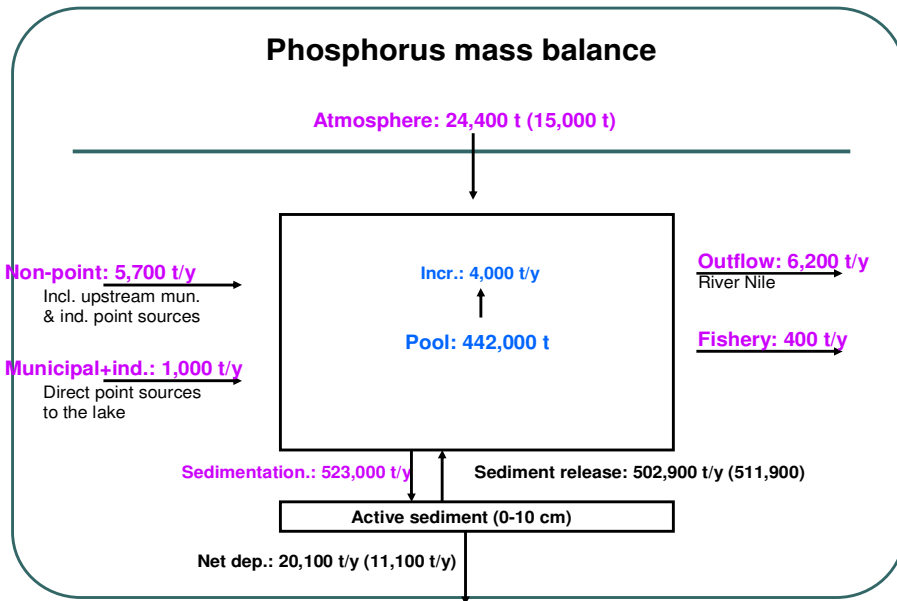 Phosphorus mass balance
Atmosphere: 24,400 t (15,000 t)
Non-point: 5,700 t/y
Incl. upstream mun.
& ind. point sources
Municipal+ind.: 1,000 t/y
Direct point sources
to the lake
Incr.: 4,000 t/y
Pool: 442,000 t
Outflow: 6,200 t/y
River Nile
Fishery: 400 t/y
Sedimentation.: 523,000 t/y
Sediment release: 502,900 t/y (511,900)
Active sediment (0-10 cm)
Net dep.: 20,100 t/y (11,100 t/y)